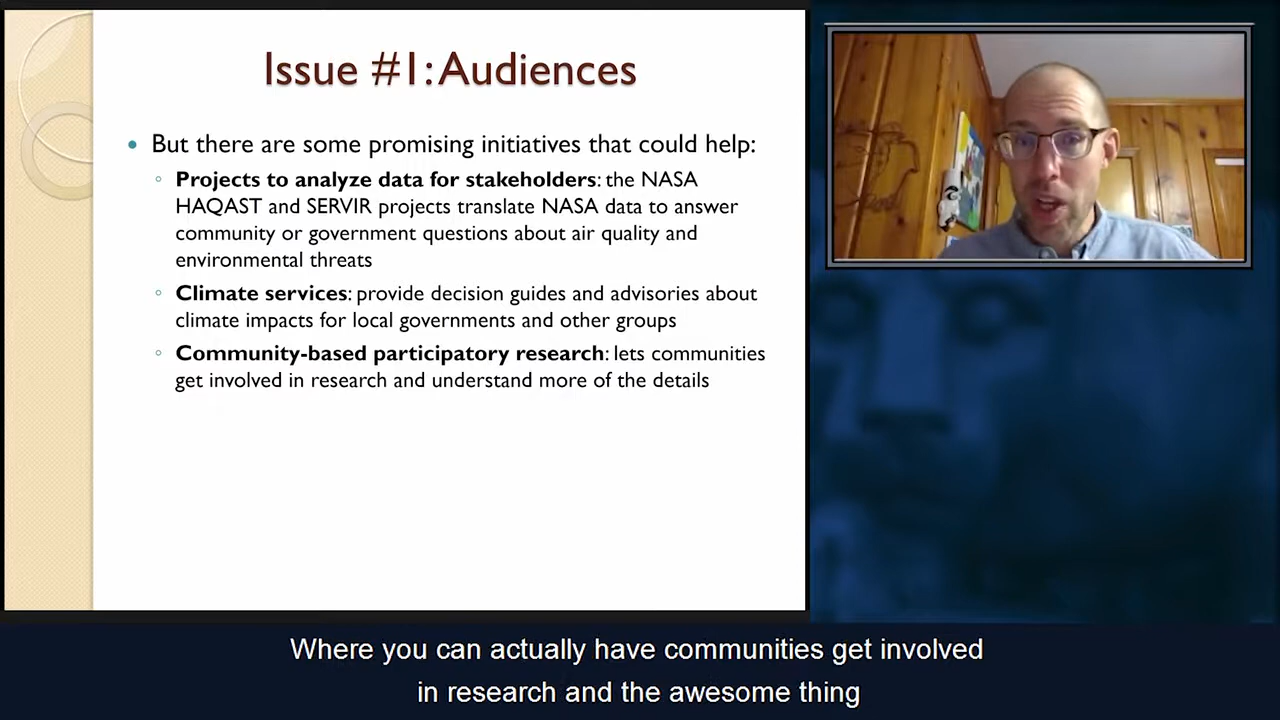 Issue #1: Audiences
• But there are some promising initiatives that could help:
◦ Projects to analyze data for stakeholders: the NASA
HAQAST and SERVIR projects translate NASA data to answer
community or government questions about air quality and
environmental threats
◦ Climate services: provide decision guides and advisories about
climate impacts for local governments and other groups
◦ Community-based participatory research: lets communities
get involved in research and understand more of the details
Where you can actually have communities get involved
in research and the awesome thing